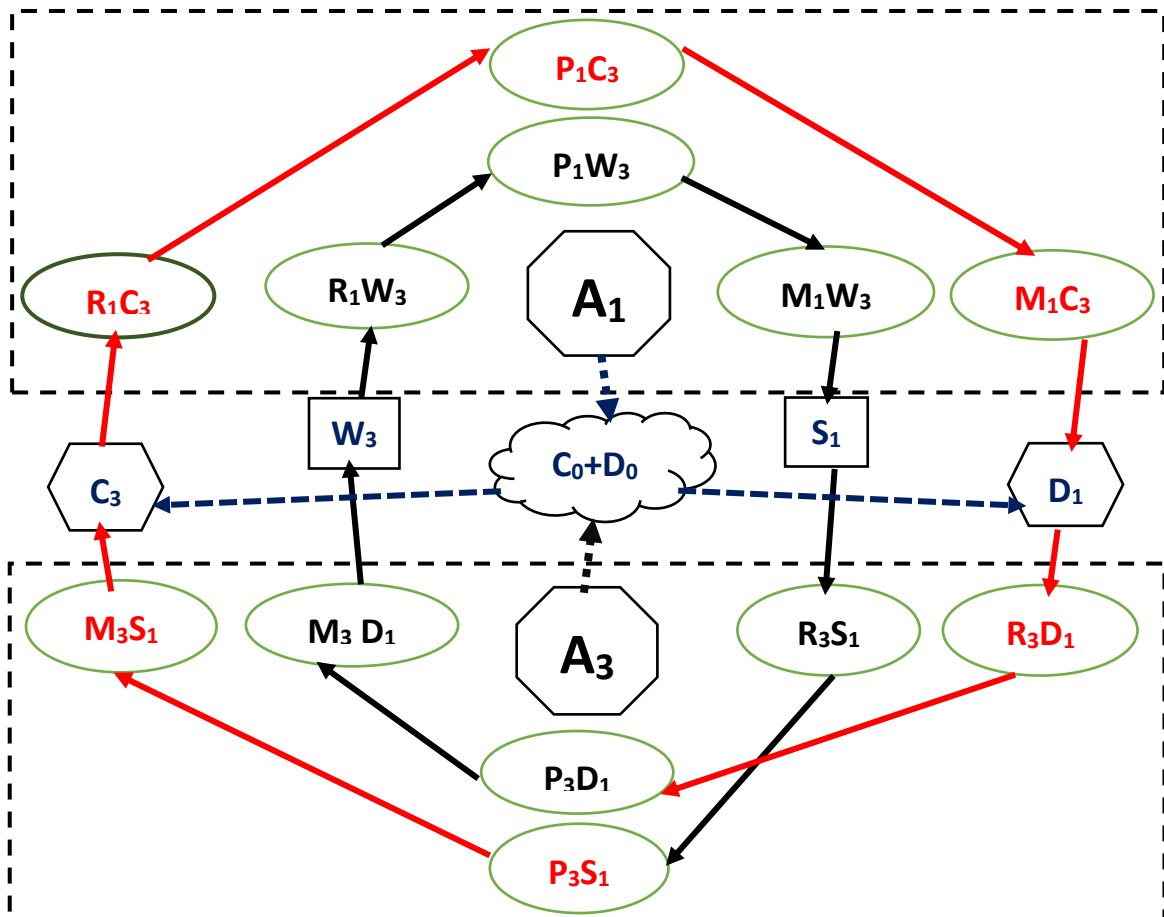 P₁C₃
P₁W₃
R₁C₃
R₁W₃
A₁
M₁W₃
M₁C₃
C₃
W₃
C₀+D₀
S₁
D₁
M₃S₁
M₃ D₁
A₃
R₃S₁
R₃D₁
P₃D₁
P₃S₁